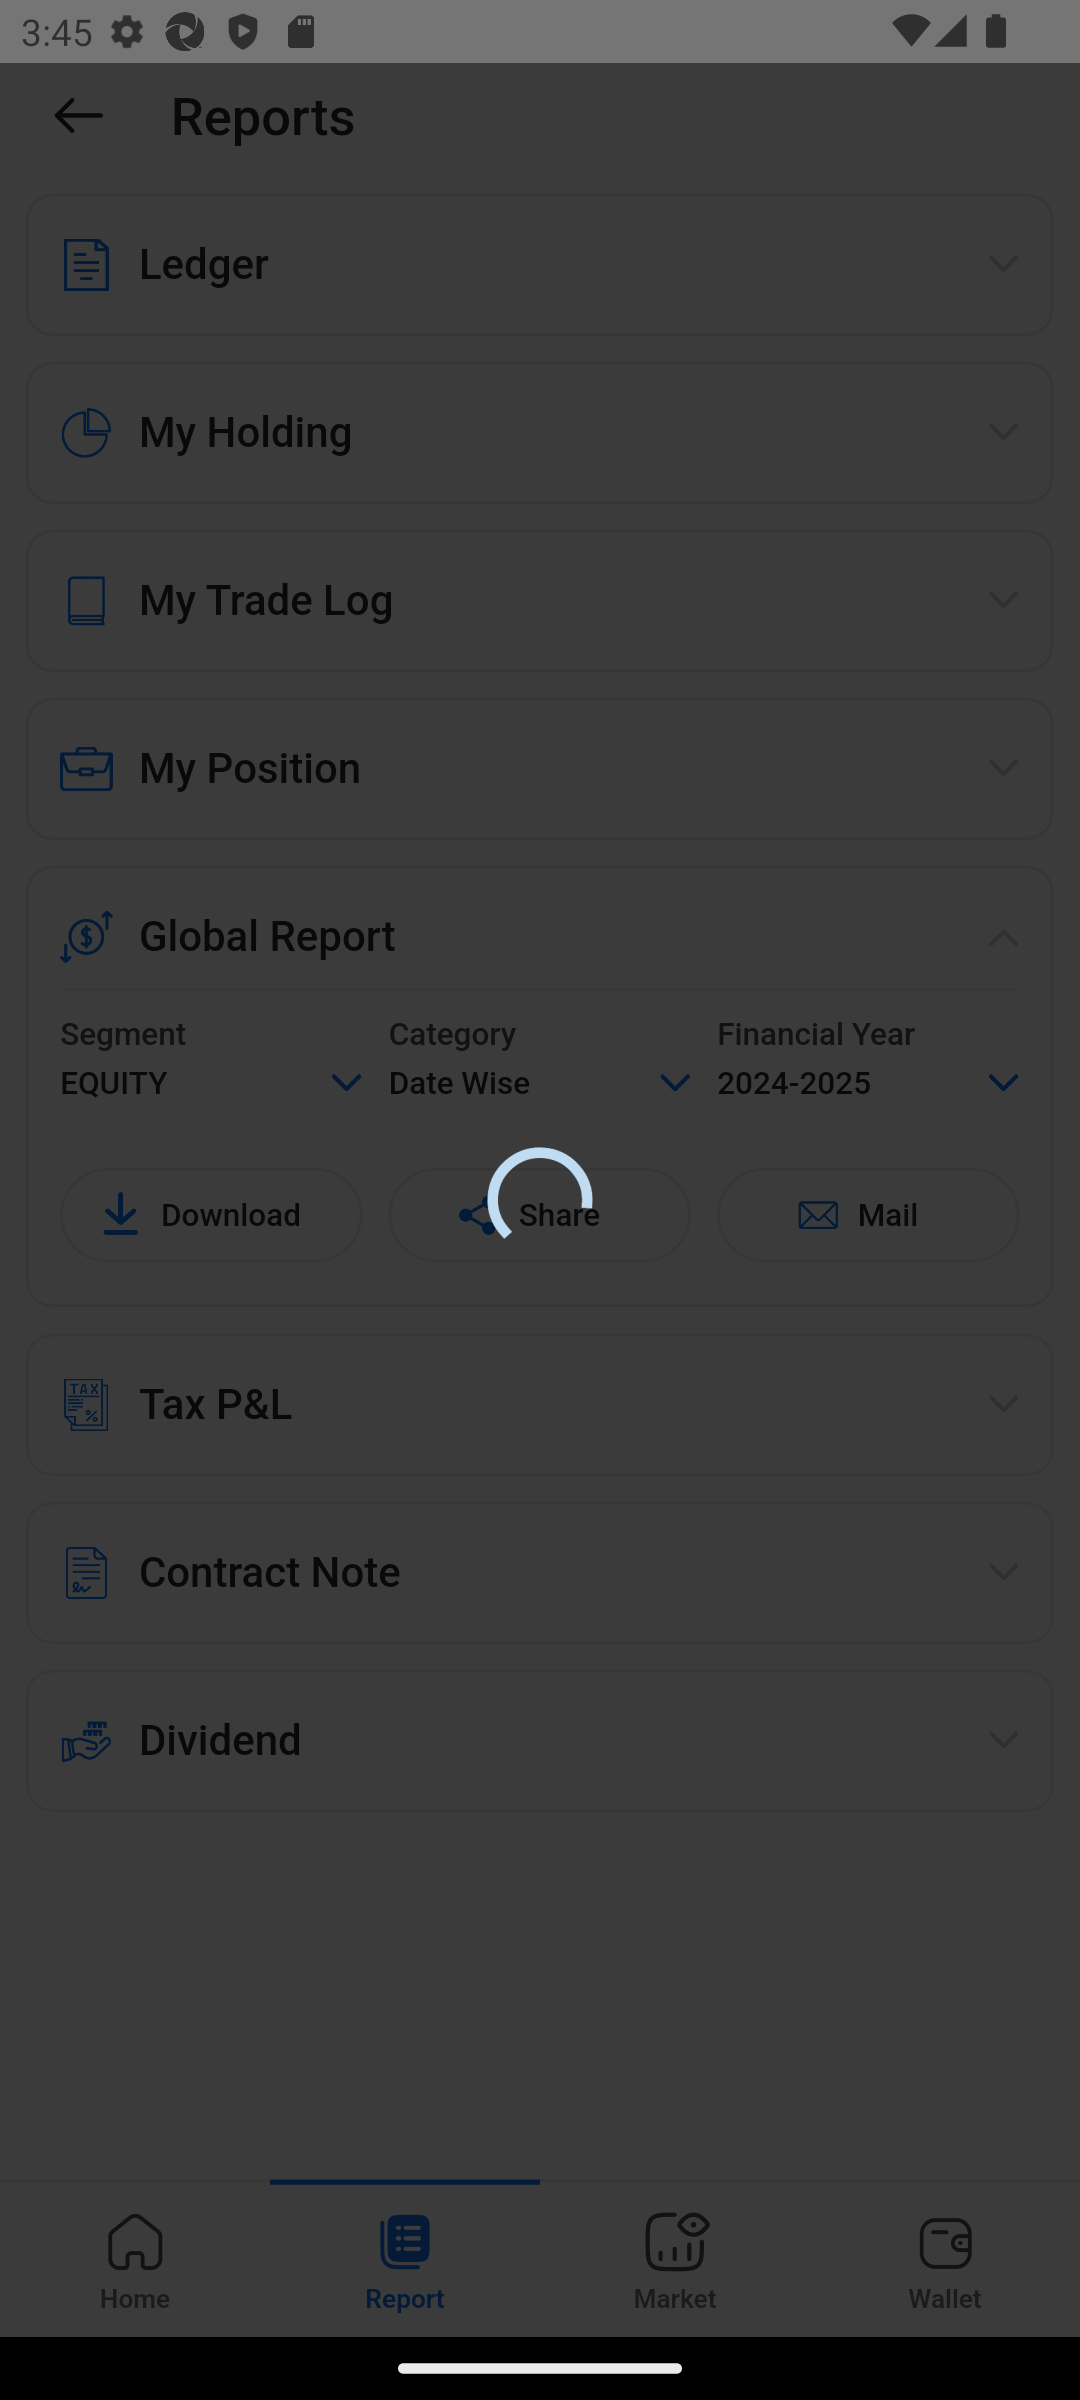 3:45
Reports
Ledger
My Holding
My Trade Log
My Position
Global Report
Segment Category Financial Year
EQUITY Date Wise 2024-2025
Download Share Mail
TAX
Tax P&L
Contract Note
Dividend
Home Report Market Wallet